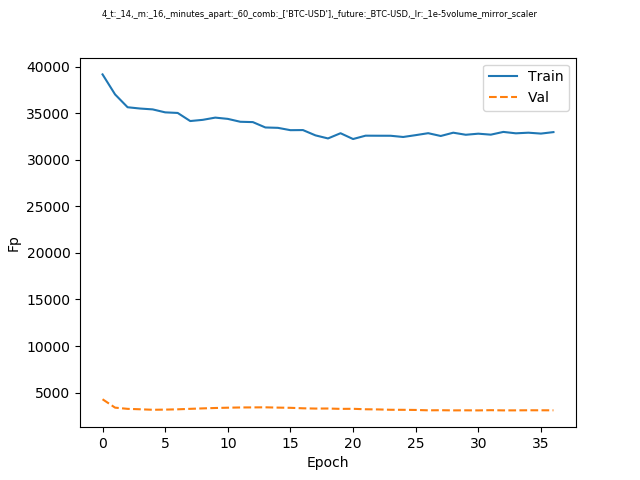 4_t:_14,_m:_16,_minutes_apart:_60_comb:_['BTC-USD'],_future:_BTC-USD,_lr:_1e-5volume_mirror_scaler
Train
Val
40000
35000
30000
25000
20000
15000
10000
5000
Fp
0 5 10 15 20 25 30 35
Epoch